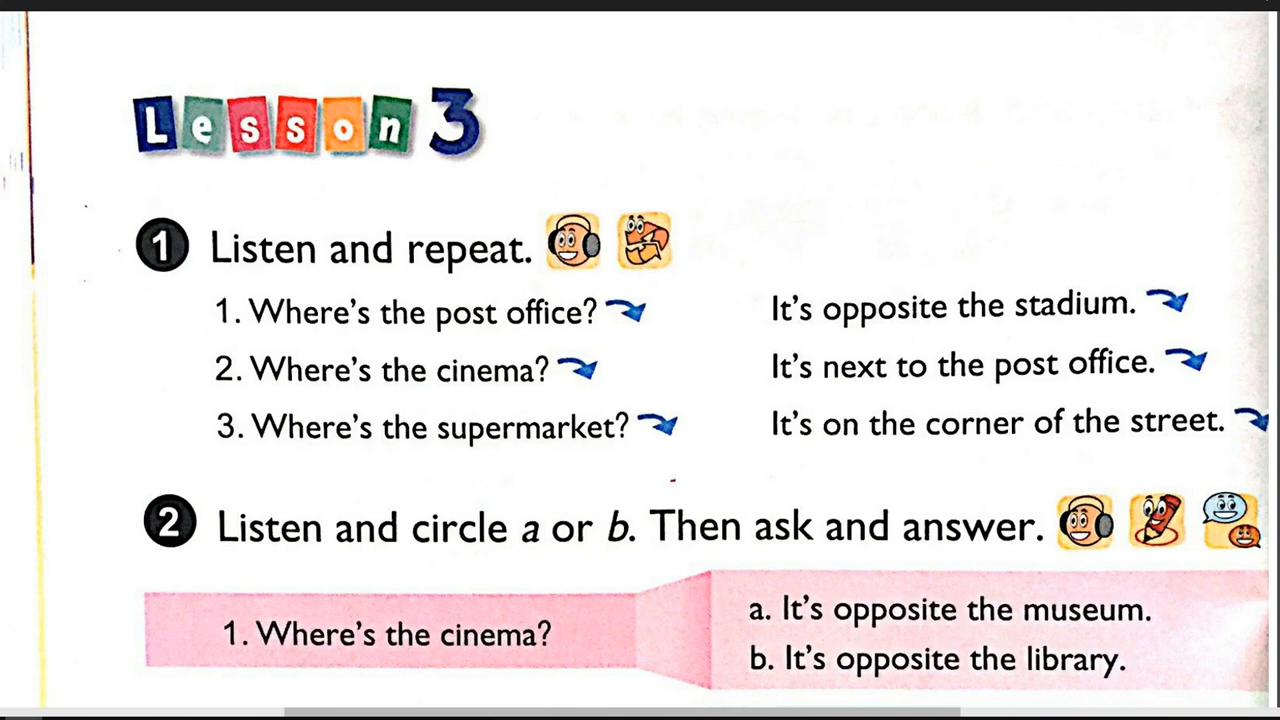 Lesson 3
1 Listen and repeat.
1. Where's the post office? It's opposite the stadium.
2. Where's the cinema? It's next to the post office.
3. Where's the supermarket? It's on the corner of the street.
2 Listen and circle a or b. Then ask and answer.
1. Where's the cinema?
a. It's opposite the museum.
b. It's opposite the library.